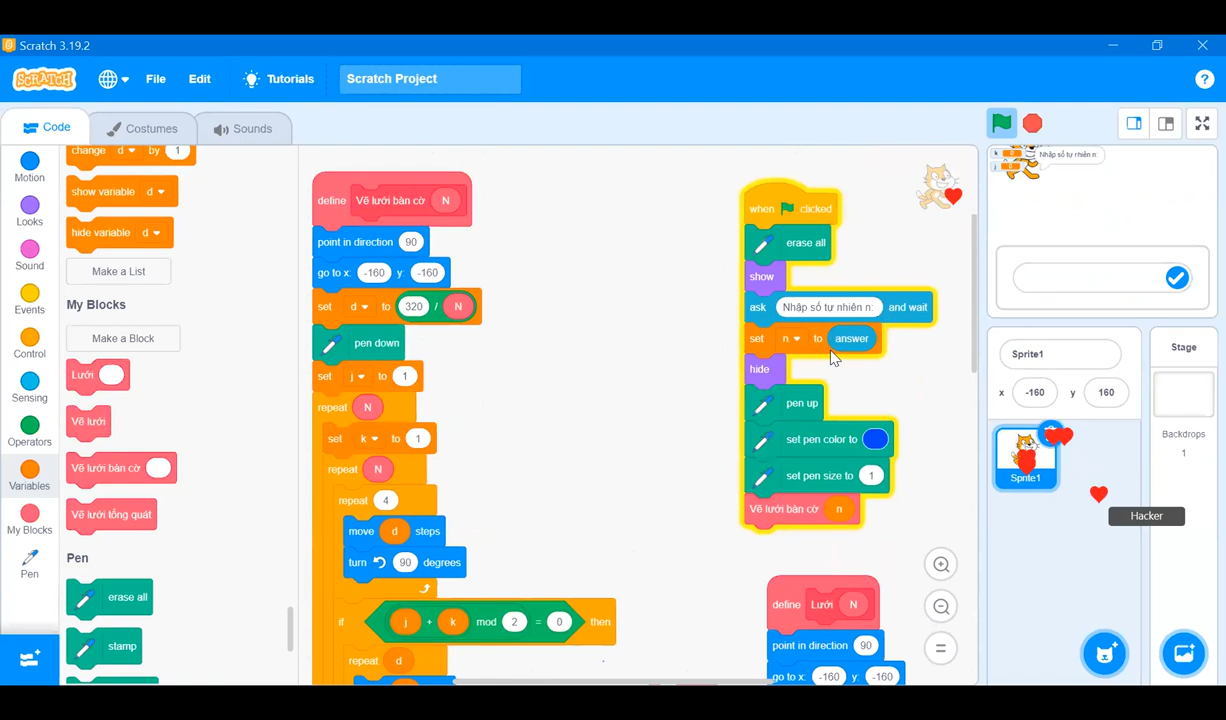 Scratch 3.19.2
SCRATCH
File
Edit
Tutorials
Scratch Project
?
Code
Costumes
Sounds
Motion
Looks
Sound
Events
Control
Sensing
Operators
Variables
My Blocks
Pen
change d by 1
show variable d
hide variable d
Make a List
My Blocks
Make a Block
Lưới
Vẽ lưới
Vẽ lưới bàn cờ
Vẽ lưới tổng quát
Pen
erase all
stamp
define Vẽ lưới bàn cờ N
point in direction 90
go to x: -160 y: -160
set d to 320 / N
pen down
set j to 1
repeat N
set k to 1
repeat N
repeat 4
move d steps
turn 90 degrees
if j + k mod 2 = 0 then
repeat d
when clicked
erase all
show
ask Nhập số tự nhiên n: and wait
set n to answer
hide
pen up
set pen color to
set pen size to 1
Vẽ lưới bàn cờ n
define Lưới N
point in direction 90
go to x: -160 y: -160
k
j
Nhập số tự nhiên n:
Sprite1
x -160 y 160
Sprite1
Hacker
Stage
Backdrops
1